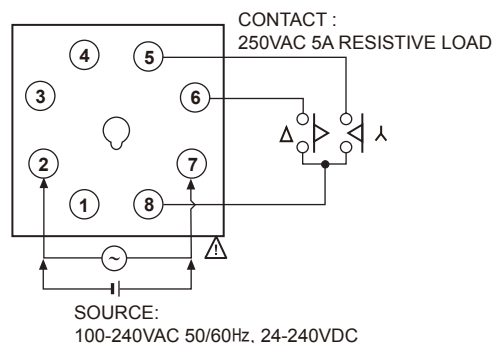 CONTACT :
250VAC 5A RESISTIVE LOAD
4
5
3
6
Δ
人
2
7
1
8
~
!
SOURCE:
100-240VAC 50/60Hz, 24-240VDC